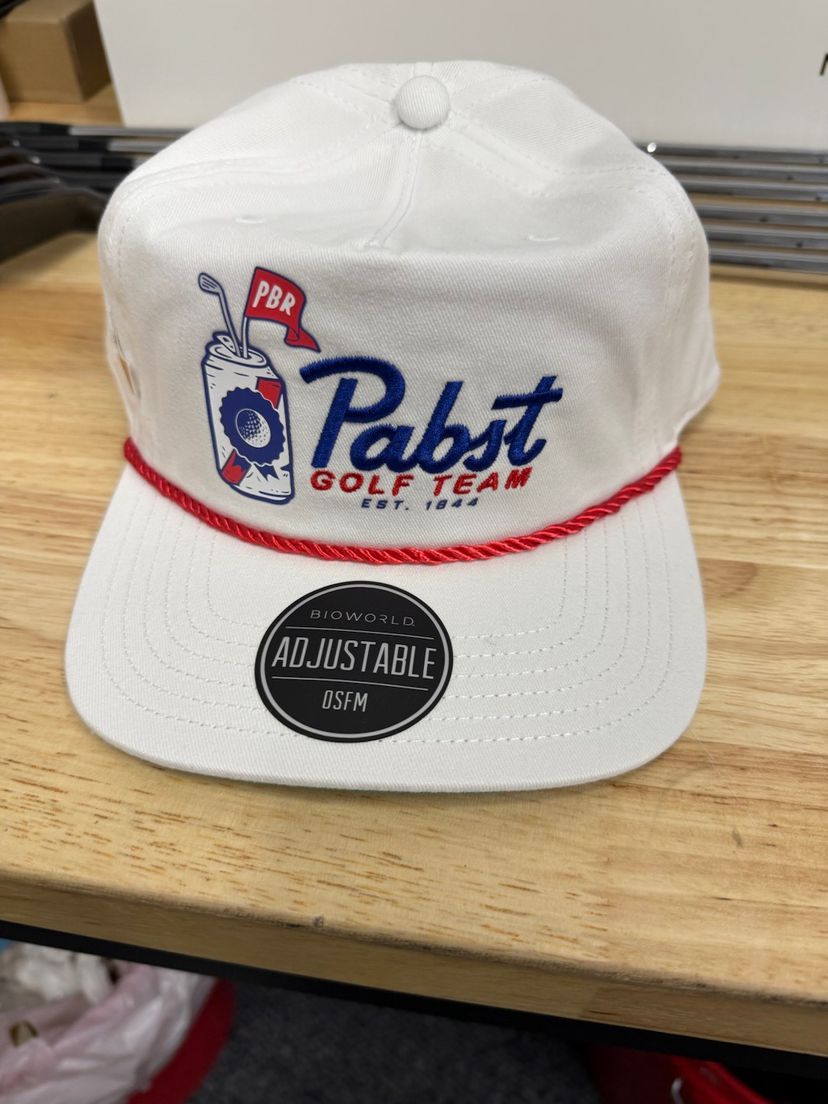 PBR
Pabst
GOLF TEAM
EST. 1844
BIOWORLD
ADJUSTABLE
OSFM